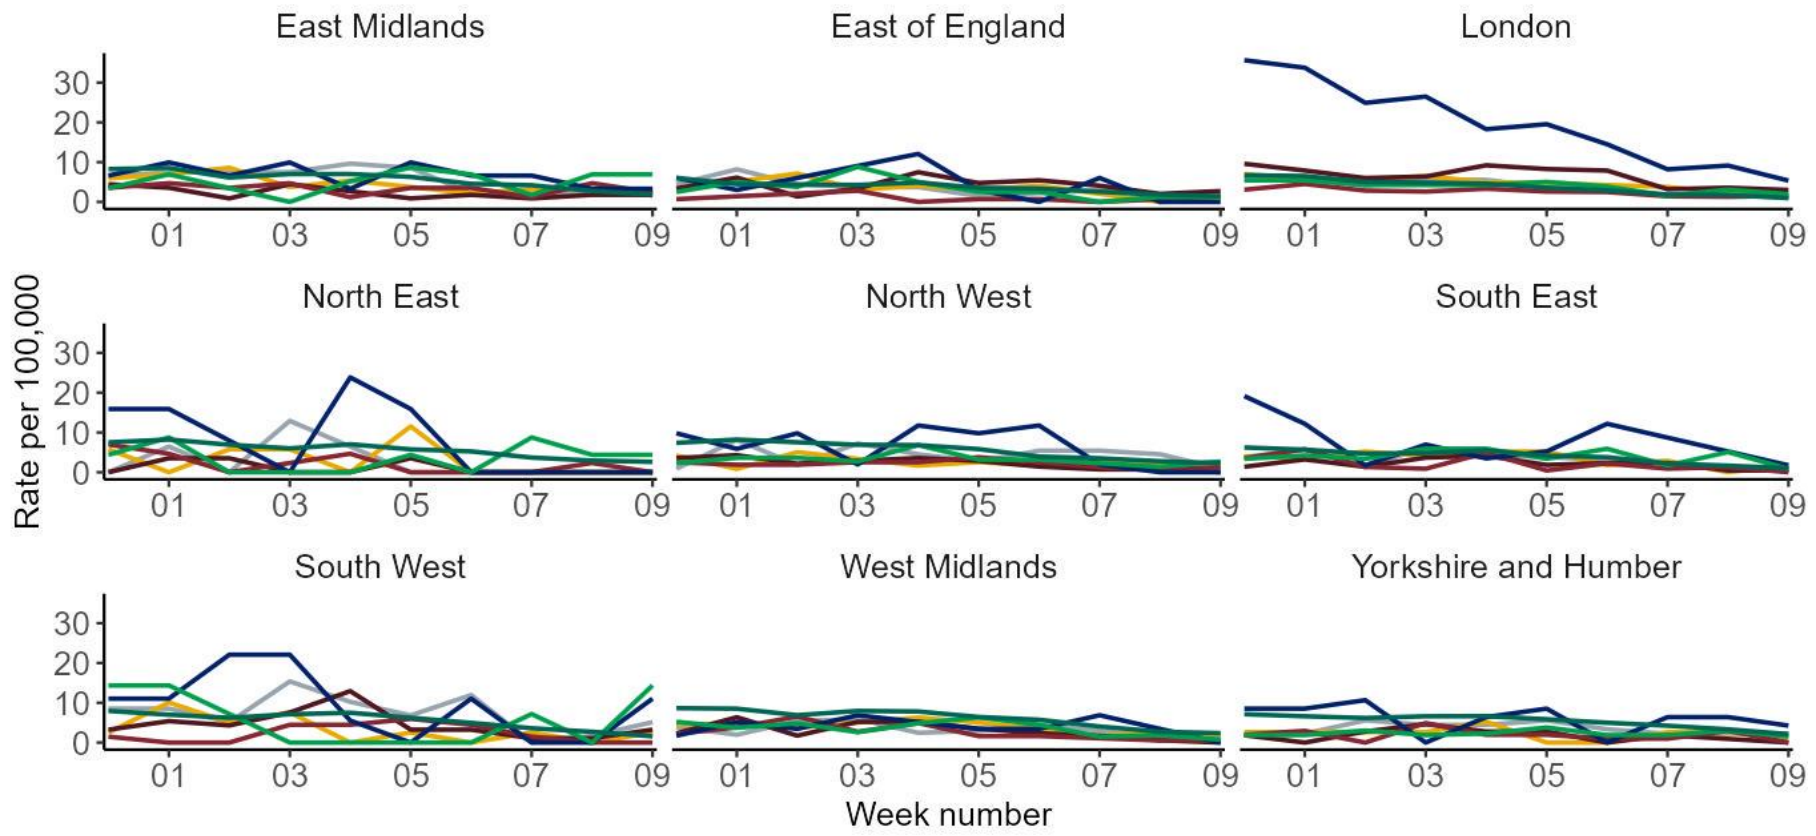 East Midlands
East of England
London
30
20
10
0
01 03 05 07 09
01 03 05 07 09
01 03 05 07 09
North East
North West
South East
30
20
10
0
01 03 05 07 09
01 03 05 07 09
01 03 05 07 09
South West
West Midlands
Yorkshire and Humber
30
20
10
0
01 03 05 07 09
01 03 05 07 09
01 03 05 07 09
Rate per 100,000
Week number